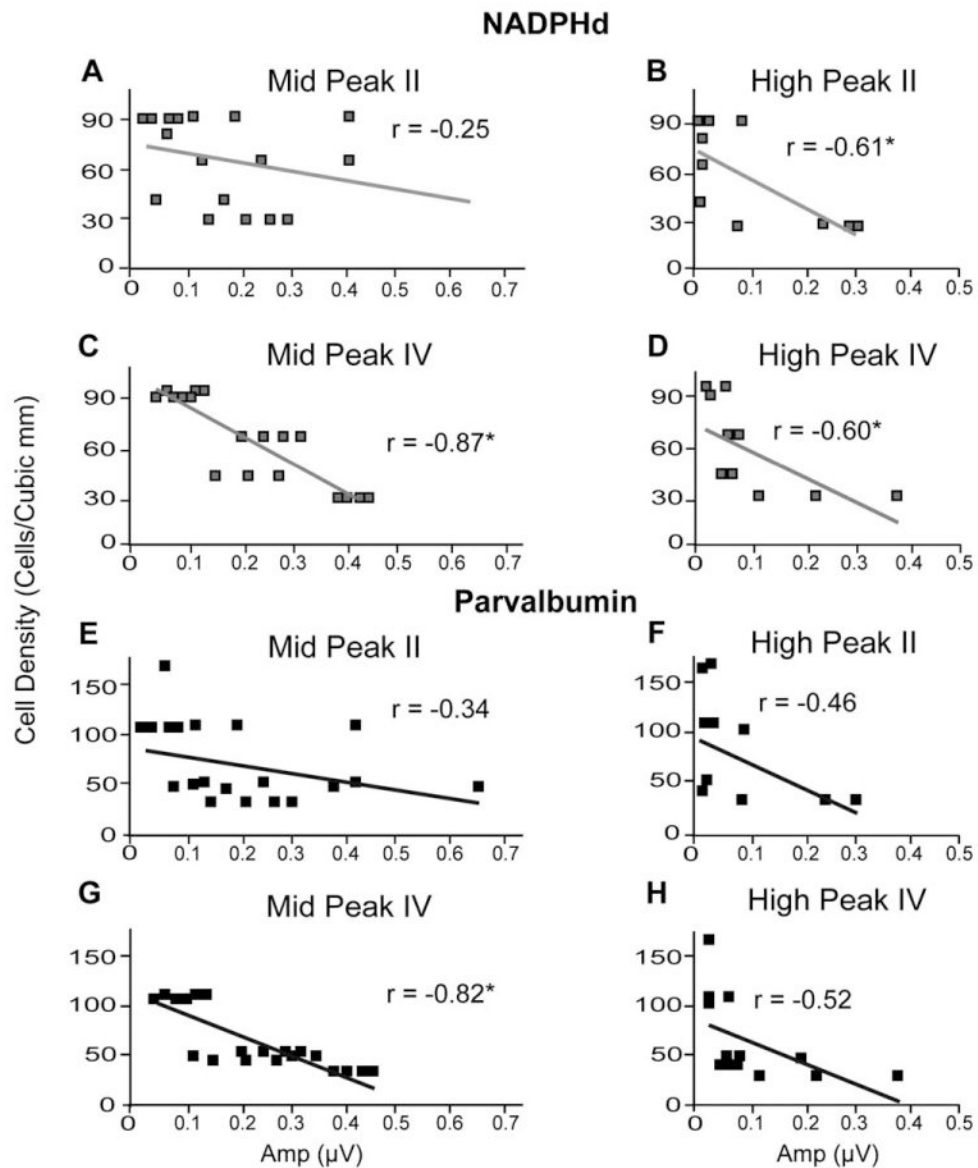 NADPHd
A Mid Peak II
90
60
30
0
r = -0.25
0 0.1 0.2 0.3 0.4 0.5 0.6 0.7
B High Peak II
90
60
30
0
r = -0.61*
0 0.1 0.2 0.3 0.4 0.5
C Mid Peak IV
90
60
30
0
r = -0.87*
0 0.1 0.2 0.3 0.4 0.5 0.6 0.7
D High Peak IV
90
60
30
0
r = -0.60*
0 0.1 0.2 0.3 0.4 0.5
Cell Density (Cells/Cubic mm)
Parvalbumin
E Mid Peak II
150
100
50
0
r = -0.34
0 0.1 0.2 0.3 0.4 0.5 0.6 0.7
F High Peak II
150
100
50
0
r = -0.46
0 0.1 0.2 0.3 0.4 0.5
G Mid Peak IV
150
100
50
0
r = -0.82*
0 0.1 0.2 0.3 0.4 0.5 0.6 0.7
Amp (µV)
H High Peak IV
150
100
50
0
r = -0.52
0 0.1 0.2 0.3 0.4 0.5
Amp (µV)